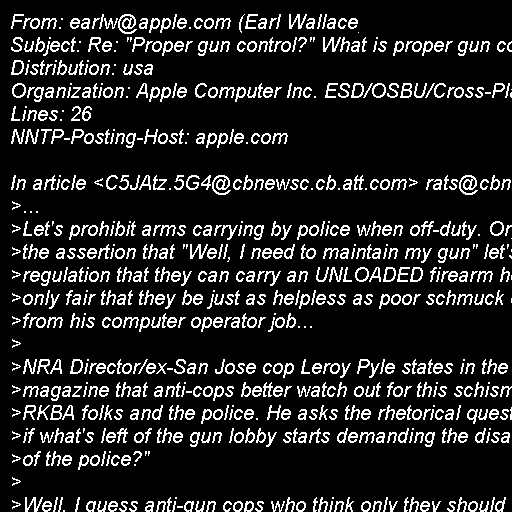 From: earlw@apple.com (Earl Wallace
Subject: Re: "Proper gun control?" What is proper gun
Distribution: usa
Organization: Apple Computer Inc. ESD/OSBU/Cross-Pl
Lines: 26
NNTP-Posting-Host: apple.com

In article <C5JAtz.5G4@cbnewsc.cb.att.com> rats@cbn
>...
>Let's prohibit arms carrying by police when off-duty.
>the assertion that "Well, I need to maintain my gun" let's
>regulation that they can carry an UNLOADED firearm
>only fair that they be just as helpless as poor schmuck
>from his computer operator job...
>
>NRA Director/ex-San Jose cop Leroy Pyle states in the
>magazine that anti-cops better watch out for this schism
>RKBA folks and the police. He asks the rhetorical quest
>if what's left of the gun lobby starts demanding the disa
>of the police?"
>
>Well, I guess anti-gun cops who think only they should